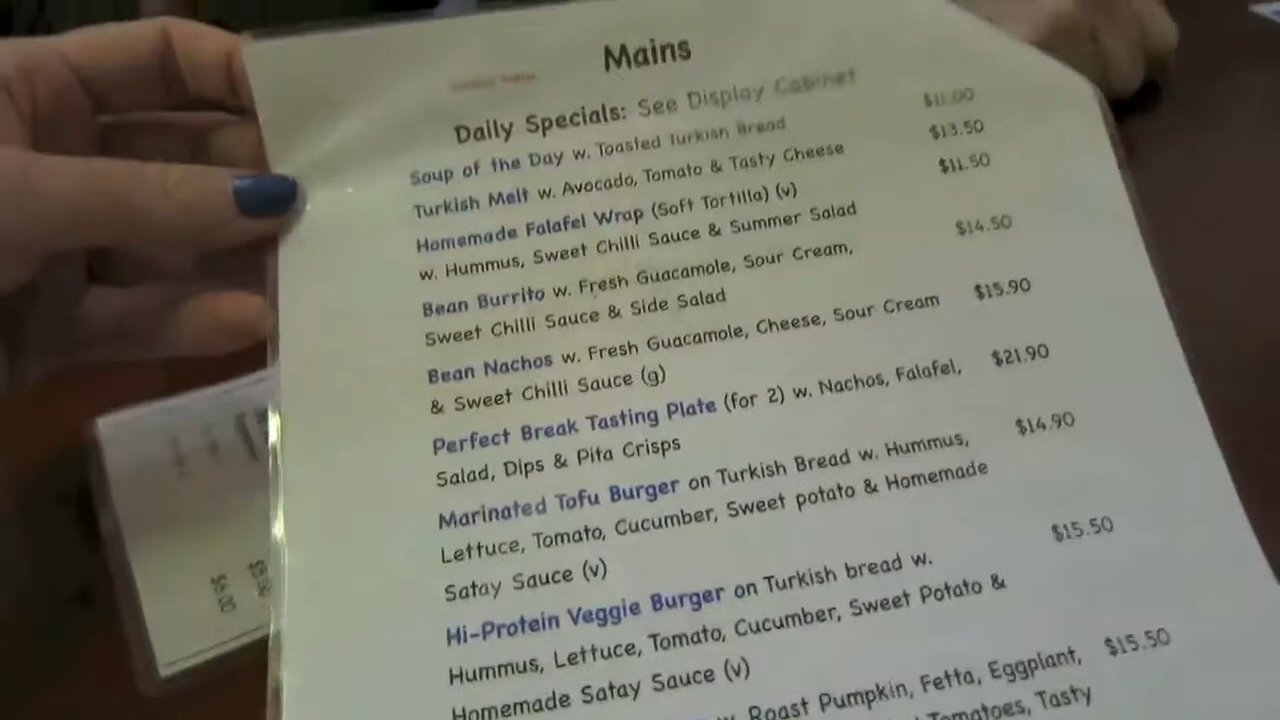 Mains
Daily Specials: See Display Cabinet
Soup of the Day w. Toasted Turkish Bread $11.00
Turkish Melt w. Avocado, Tomato & Tasty Cheese $13.50
Homemade Falafel Wrap (Soft Tortilla) (v) $11.50
w. Hummus, Sweet Chilli Sauce & Summer Salad
Bean Burrito w. Fresh Guacamole, Sour Cream, $14.50
Sweet Chilli Sauce & Side Salad
Bean Nachos w. Fresh Guacamole, Cheese, Sour Cream $15.90
& Sweet Chilli Sauce (g)
Perfect Break Tasting Plate (for 2) w. Nachos, Falafel, $21.90
Salad, Dips & Pita Crisps
Marinated Tofu Burger on Turkish Bread w. Hummus, $14.90
Lettuce, Tomato, Cucumber, Sweet potato & Homemade
Satay Sauce (v)
Hi-Protein Veggie Burger on Turkish bread w. $15.50
Hummus, Lettuce, Tomato, Cucumber, Sweet Potato &
Homemade Satay Sauce (v)
w. Roast Pumpkin, Fetta, Eggplant, $15.50
Tomatoes, Tasty
$6.00